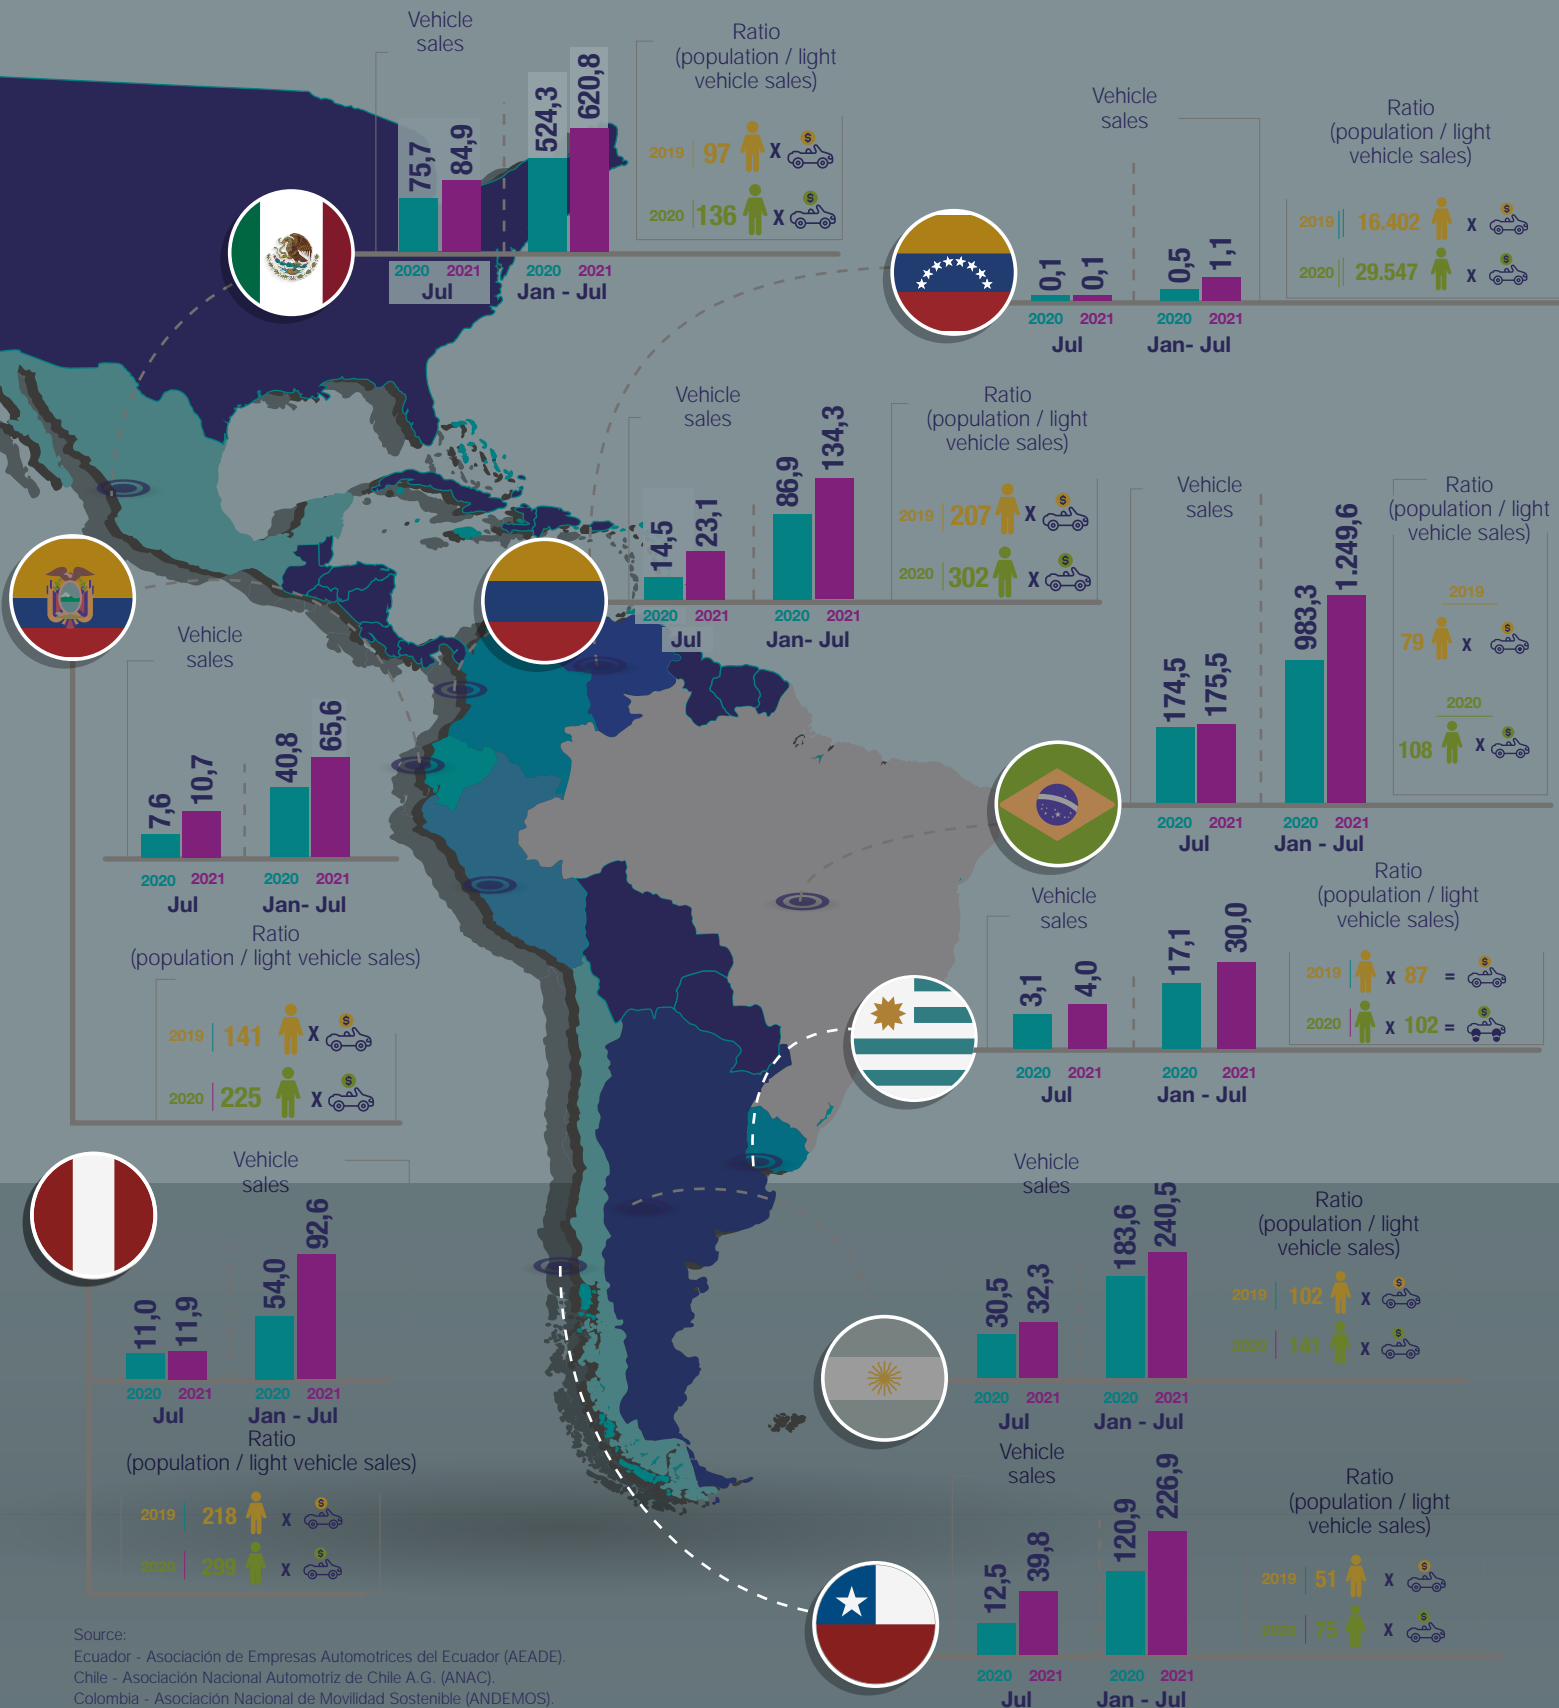 Vehicle
sales
75,7
84,9
524,3
620,8
2020
2021
2020
2021
Jul
Jan - Jul
Ratio
(population / light
vehicle sales)
2019 97 X $
2020 136 X $
Vehicle
sales
0,1
0,1
0,5
1,1
2020
2021
2020
2021
Jul
Jan- Jul
Ratio
(population / light
vehicle sales)
2019 16.402 X $
2020 29.547 X $
Vehicle
sales
14,5
23,1
86,9
134,3
2020
2021
2020
2021
Jul
Jan- Jul
Ratio
(population / light
vehicle sales)
2019 207 X $
2020 302 X $
Vehicle
sales
174,5
175,5
983,3
1.249,6
2020
2021
2020
2021
Jul
Jan - Jul
Ratio
(population / light
vehicle sales)
2019
79 X $
2020
108 X $
Vehicle
sales
7,6
10,7
40,8
65,6
2020
2021
2020
2021
Jul
Jan- Jul
Ratio
(population / light vehicle sales)
2019 141 X $
2020 225 X $
Vehicle
sales
3,1
4,0
17,1
30,0
2020
2021
2020
2021
Jul
Jan - Jul
Ratio
(population / light
vehicle sales)
2019 X 87 = $
2020 X 102 = $
Vehicle
sales
11,0
11,9
54,0
92,6
2020
2021
2020
2021
Jul
Jan - Jul
Ratio
(population / light vehicle sales)
2019 218 X $
2020 299 X $
Vehicle
sales
30,5
32,3
183,6
240,5
2020
2021
2020
2021
Jul
Jan - Jul
Ratio
(population / light
vehicle sales)
2019 102 X $
2020 141 X $
Vehicle
sales
12,5
39,8
120,9
226,9
2020
2021
2020
2021
Jul
Jan - Jul
Ratio
(population / light
vehicle sales)
2019 51 X $
2020 75 X $
Source:
Ecuador - Asociación de Empresas Automotrices del Ecuador (AEADE).
Chile - Asociación Nacional Automotriz de Chile A.G. (ANAC).
Colombia - Asociación Nacional de Movilidad Sostenible (ANDEMOS).